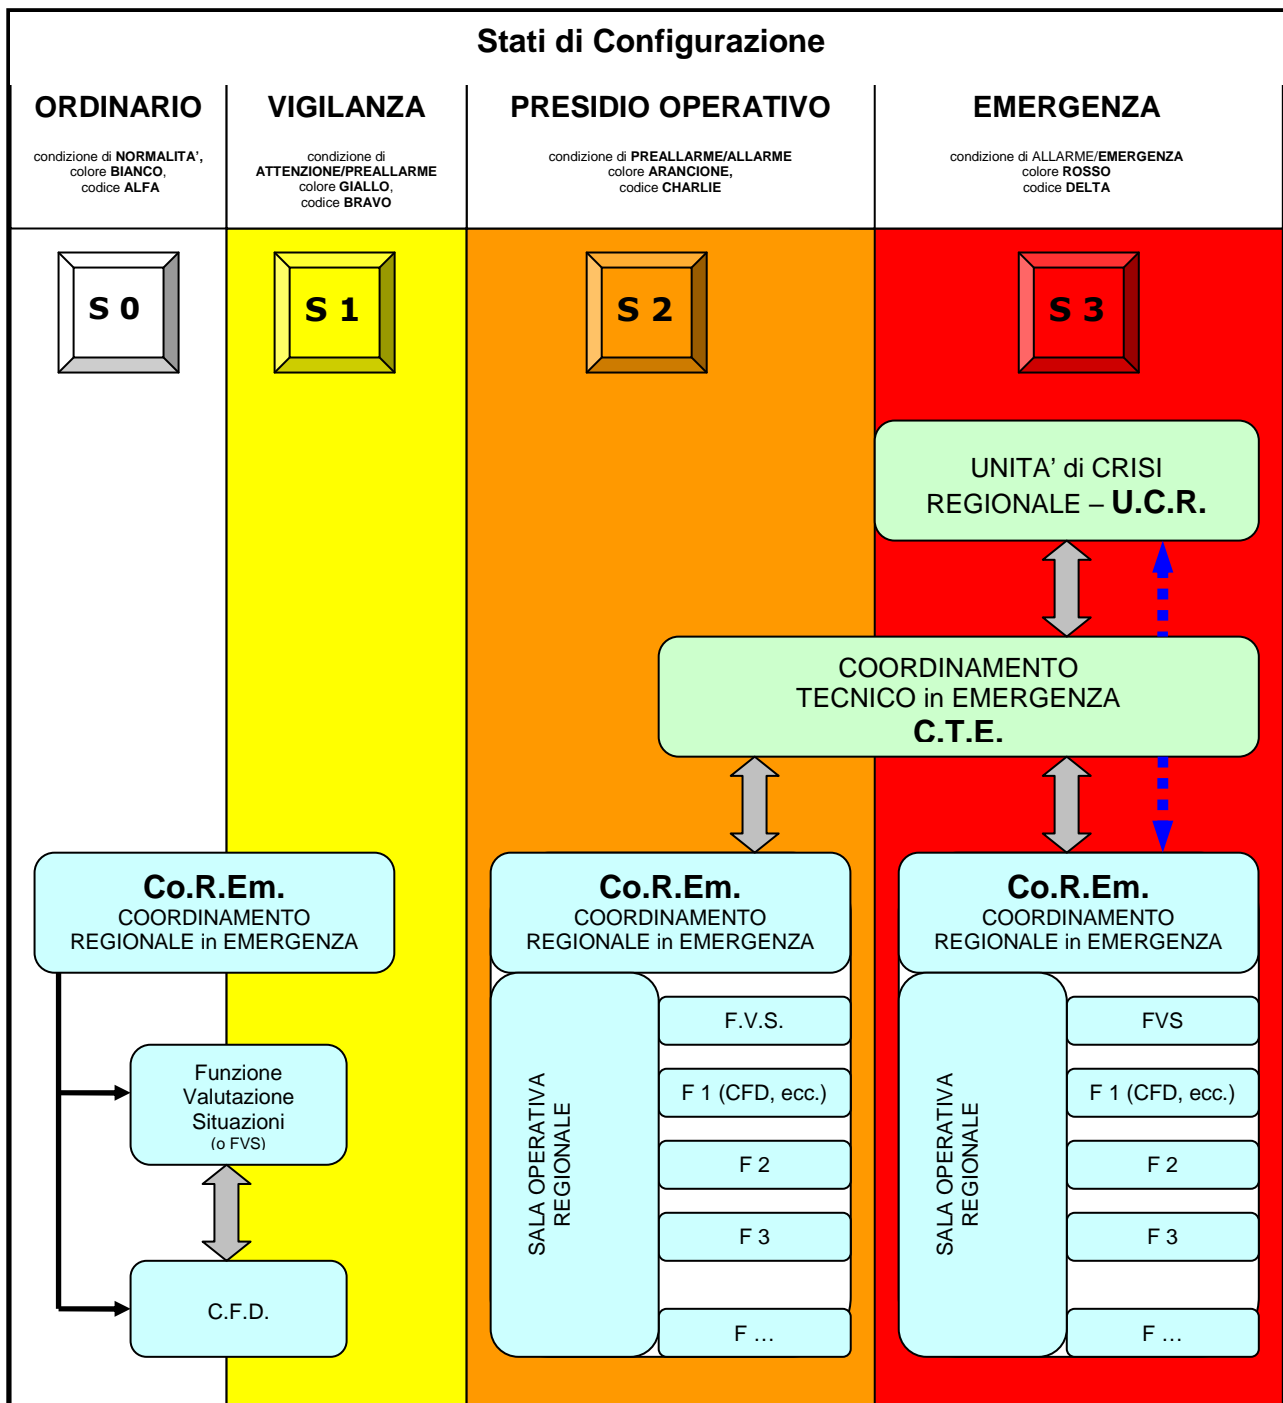 Stati di Configurazione
ORDINARIO
condizione di NORMALITA’,
colore BIANCO,
codice ALFA
VIGILANZA
condizione di
ATTENZIONE/PREALLARME
colore GIALLO,
codice BRAVO
PRESIDIO OPERATIVO
condizione di PREALLARME/ALLARME
colore ARANCIONE,
codice CHARLIE
EMERGENZA
condizione di ALLARME/EMERGENZA
colore ROSSO
codice DELTA
S 0
S 1
S 2
S 3
UNITA’ di CRISI
REGIONALE – U.C.R.
COORDINAMENTO
TECNICO in EMERGENZA
C.T.E.
Co.R.Em.
COORDINAMENTO
REGIONALE in EMERGENZA
Funzione
Valutazione
Situazioni
(o FVS)
C.F.D.
Co.R.Em.
COORDINAMENTO
REGIONALE in EMERGENZA
SALA OPERATIVA
REGIONALE
F.V.S.
F 1 (CFD, ecc.)
F 2
F 3
F …
Co.R.Em.
COORDINAMENTO
REGIONALE in EMERGENZA
SALA OPERATIVA
REGIONALE
FVS
F 1 (CFD, ecc.)
F 2
F 3
F …